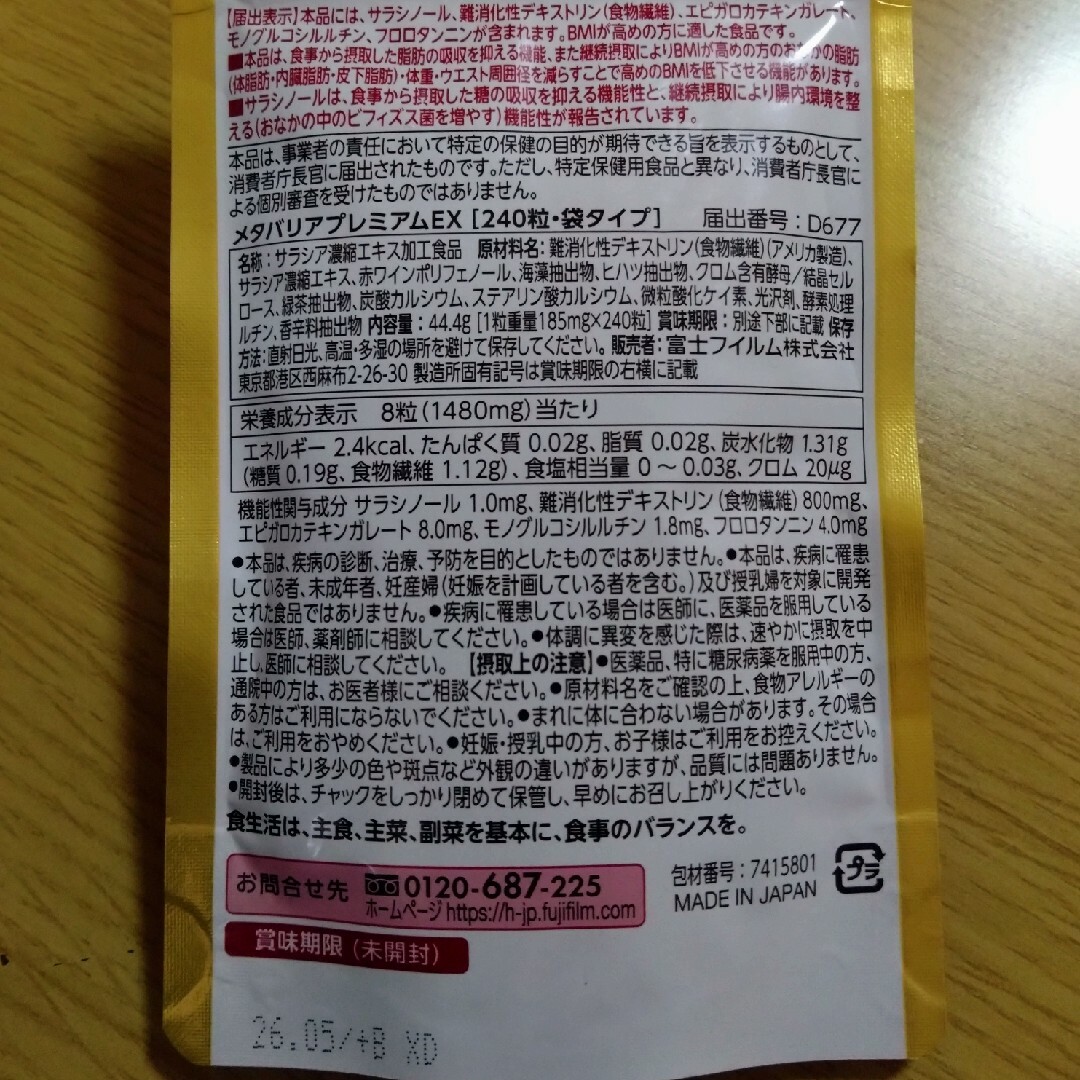 【届出表示】本品には、サラシノール、難消化性デキストリン(食物繊維)、エピガロカテキンガレート、
モノグルコシルルチン、フロロタンニンが含まれます。BMIが高めの方に適した食品です。
■本品は、食事から摂取した脂肪の吸収を抑える機能、また継続摂取によりBMIが高めの方のおなかの脂肪
(体脂肪・内臓脂肪・皮下脂肪)・体重・ウエスト周囲径を減らすことで高めのBMIを低下させる機能があります。
■サラシノールは、食事から摂取した糖の吸収を抑える機能性と、継続摂取により腸内環境を整
える(おなかの中のビフィズス菌を増やす)機能性が報告されています。
本品は、事業者の責任において特定の保健の目的が期待できる旨を表示するものとして、
消費者庁長官に届出されたものです。ただし、特定保健用食品と異なり、消費者庁長官に
よる個別審査を受けたものではありません。
メタバリアプレミアムEX [240粒・袋タイプ] 届出番号:D677
名称:サラシア濃縮エキス加工食品 原材料名:難消化性デキストリン(食物繊維)(アメリカ製造)、
サラシア濃縮エキス、赤ワインポリフェノール、海藻抽出物、ヒハツ抽出物、クロム含有酵母/結晶セル
ロース、緑茶抽出物、炭酸カルシウム、ステアリン酸カルシウム、微粒酸化ケイ素、光沢剤、酵素処理
ルチン、香辛料抽出物 内容量:44.4g [1粒重量185mg×240粒] 賞味期限:別途下部に記載 保存
方法:直射日光、高温・多湿の場所を避けて保存してください。 販売者:富士フイルム株式会社
東京都港区西麻布2-26-30 製造所固有記号は賞味期限の右横に記載
栄養成分表示 8粒(1480mg)当たり
エネルギー 2.4kcal、たんぱく質 0.02g、脂質 0.02g、炭水化物 1.31g
(糖質 0.19g、食物繊維 1.12g)、食塩相当量 0 ～ 0.03g、クロム 20μg
機能性関与成分 サラシノール 1.0mg、難消化性デキストリン(食物繊維) 800mg、
エピガロカテキンガレート 8.0mg、モノグルコシルルチン 1.8mg、フロロタンニン 4.0mg
●本品は、疾病の診断、治療、予防を目的としたものではありません。●本品は、疾病に罹患
している者、未成年者、妊産婦(妊娠を計画している者を含む。)及び授乳婦を対象に開発
された食品ではありません。●疾病に罹患している場合は医師に、医薬品を服用している
場合は医師、薬剤師に相談してください。●体調に異変を感じた際は、速やかに摂取を中
止し、医師に相談してください。 【摂取上の注意】●医薬品、特に糖尿病薬を服用中の方、
通院中の方は、お医者様にご相談ください。●原材料名をご確認の上、食物アレルギーの
ある方はご利用にならないでください。●まれに体に合わない場合があります。その場合
は、ご利用をおやめください。●妊娠・授乳中の方、お子様はご利用をお控えください。
●製品により多少の色や斑点など外観の違いがありますが、品質には問題ありません。
●開封後は、チャックをしっかり閉めて保管し、早めにお召し上がりください。
食生活は、主食、主菜、副菜を基本に、食事のバランスを。
お問合せ先 0120-687-225
ホームページ https://h-jp.fujifilm.com
包材番号:7415801
MADE IN JAPAN
プラ
賞味期限 (未開封)
26.05/+B XD